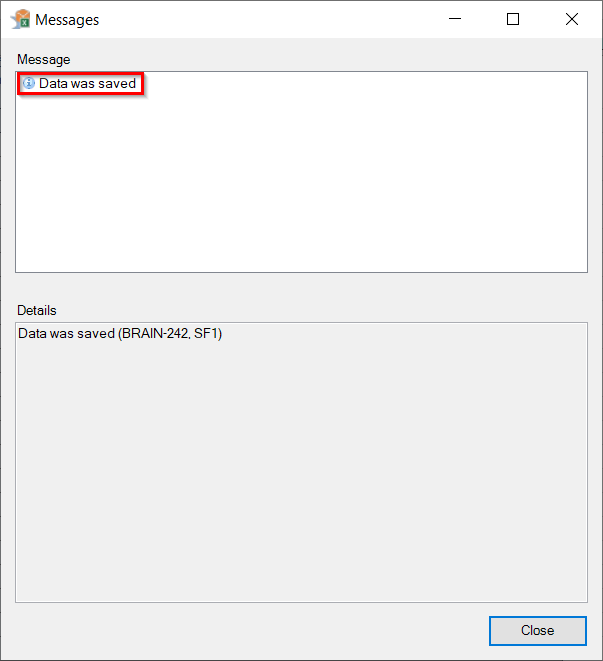 Messages
Message
Data was saved
Details
Data was saved (BRAIN-242, SF1)
Close